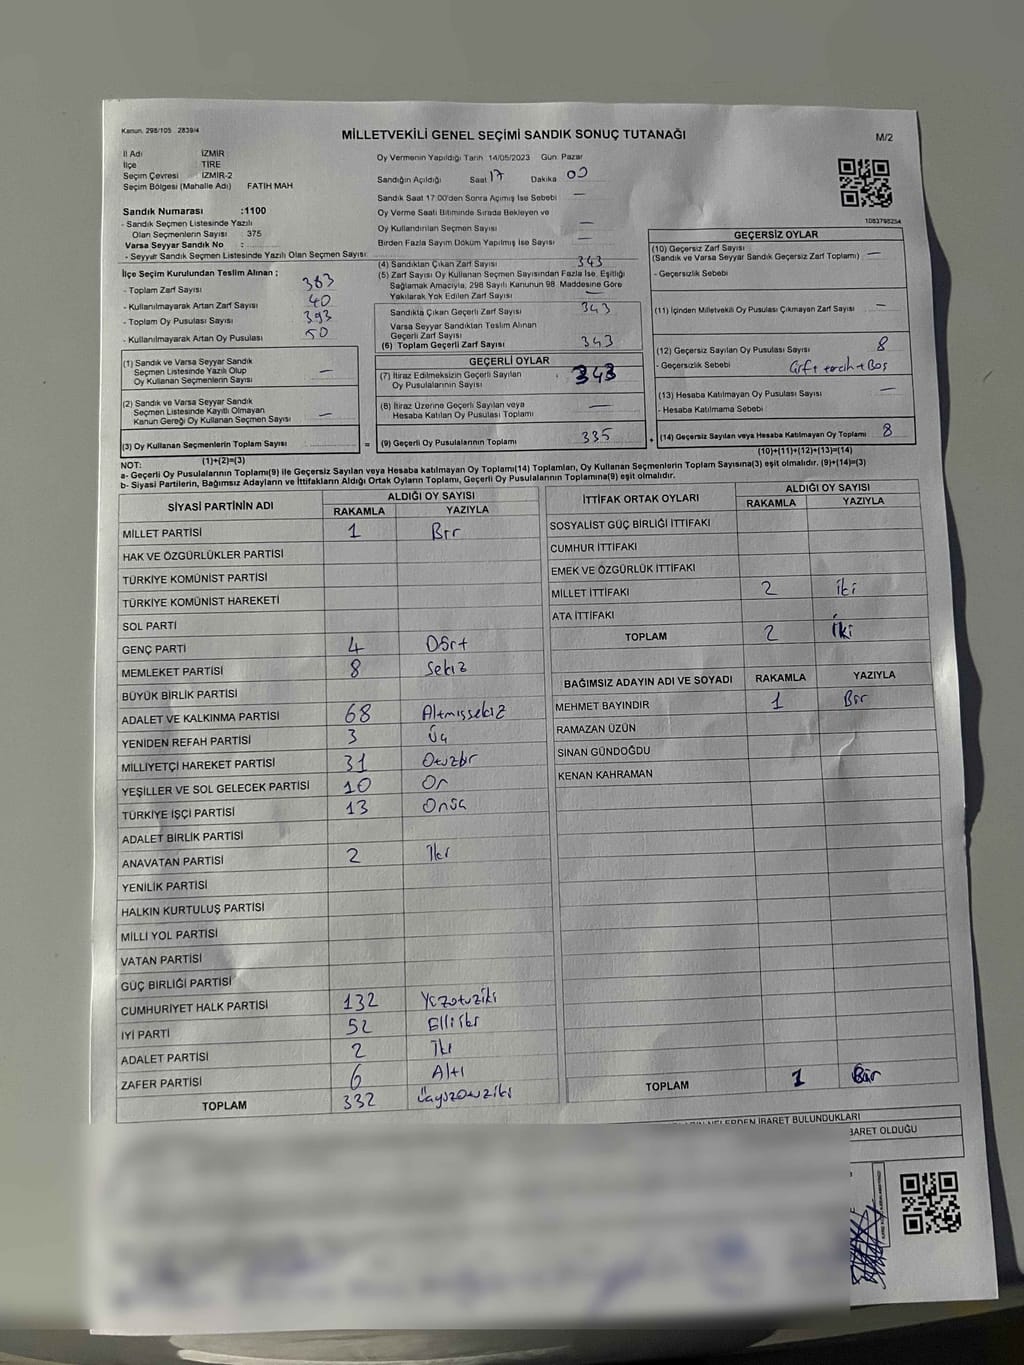 Kanun. 298/105 2839/4
MİLLETVEKİLİ GENEL SEÇİMİ SANDIK SONUÇ TUTANAĞI
M/2
İl Adı İZMİR
İlçe TİRE
Seçim Çevresi İZMİR-2
Seçim Bölgesi (Mahalle Adı) FATİH MAH.
Sandık Numarası :1100
- Sandık Seçmen Listesinde Yazılı
Olan Seçmenlerin Sayısı : 375
Varsa Seyyar Sandık No :
- Seyyar Sandık Seçmen Listesinde Yazılı Olan Seçmen Sayısı
İlçe Seçim Kurulundan Teslim Alınan ;
- Toplam Zarf Sayısı 383
- Kullanılmayarak Artan Zarf Sayısı 40
- Toplam Oy Pusulası Sayısı 393
- Kullanılmayarak Artan Oy Pusulası 50
(1) Sandık ve Varsa Seyyar Sandık
Seçmen Listesinde Yazılı Olup
Oy Kullanan Seçmenlerin Sayısı —
(2) Sandık ve Varsa Seyyar Sandık
Seçmen Listesinde Kayıtlı Olmayan
Kanun Gereği Oy Kullanan Seçmen Sayısı —
(3) Oy Kullanan Seçmenlerin Toplam Sayısı =
(1)+(2)=(3)
Oy Vermenin Yapıldığı Tarih 14/05/2023 Gün Pazar
Sandığın Açıldığı Saat 17 Dakika 00
Sandık Saat 17.00'den Sonra Açımış İse Sebebi —
Oy Verme Saati Bitiminde Sırada Bekleyen ve
Oy Kullandırılan Seçmen Sayısı —
Birden Fazla Sayım Döküm Yapılmış İse Sayısı —
(4) Sandıktan Çıkan Zarf Sayısı 343
(5) Zarf Sayısı Oy Kullanan Seçmen Sayısından Fazla İse, Eşitliği
Sağlamak Amacıyla, 298 Sayılı Kanunun 98. Maddesine Göre
Yakılarak Yok Edilen Zarf Sayısı —
Sandıkta Çıkan Geçerli Zarf Sayısı 343
Varsa Seyyar Sandıktan Teslim Alınan
Geçerli Zarf Sayısı
(6) Toplam Geçerli Zarf Sayısı 343
GEÇERLİ OYLAR
(7) İtiraz Edilmeksizin Geçerli Sayılan
Oy Pusulalarının Sayısı 343
(8) İtiraz Üzerine Geçerli Sayılan veya
Hesaba Katılan Oy Pusulası Toplamı —
(9) Geçerli Oy Pusulalarının Toplamı 335 +
1083798254
GEÇERSİZ OYLAR
(10) Geçersiz Zarf Sayısı
(Sandık ve Varsa Seyyar Sandık Geçersiz Zarf Toplamı) —
- Geçersizlik Sebebi
(11) İçinden Milletvekili Oy Pusulası Çıkmayan Zarf Sayısı —
(12) Geçersiz Sayılan Oy Pusulası Sayısı 8
- Geçersizlik Sebebi Çift tercih + Boş
(13) Hesaba Katılmayan Oy Pusulası Sayısı —
- Hesaba Katılmama Sebebi
(14) Geçersiz Sayılan veya Hesaba Katılmayan Oy Toplamı 8
(10)+(11)+(12)+(13)=(14)
NOT:
a- Geçerli Oy Pusulalarının Toplamı(9) ile Geçersiz Sayılan veya Hesaba katılmayan Oy Toplamı(14) Toplamları, Oy Kullanan Seçmenlerin Toplam Sayısına(3) eşit olmalıdır. (9)+(14)=(3)
b- Siyasi Partilerin, Bağımsız Adayların ve İttifakların Aldığı Ortak Oyların Toplamı, Geçerli Oy Pusulalarının Toplamına(9) eşit olmalıdır.
SİYASİ PARTİNİN ADI ALDIĞI OY SAYISI
RAKAMLA YAZIYLA
MİLLET PARTİSİ 1 Bir
HAK VE ÖZGÜRLÜKLER PARTİSİ
TÜRKİYE KOMÜNİST PARTİSİ
TÜRKİYE KOMÜNİST HAREKETİ
SOL PARTİ
GENÇ PARTİ 4 Dört
MEMLEKET PARTİSİ 8 Sekiz
BÜYÜK BİRLİK PARTİSİ
ADALET VE KALKINMA PARTİSİ 68 Altmışsekiz
YENİDEN REFAH PARTİSİ 3 Üç
MİLLİYETÇİ HAREKET PARTİSİ 31 Otuzbir
YEŞİLLER VE SOL GELECEK PARTİSİ 10 On
TÜRKİYE İŞÇİ PARTİSİ 13 Onüç
ADALET BİRLİK PARTİSİ
ANAVATAN PARTİSİ 2 İki
YENİLİK PARTİSİ
HALKIN KURTULUŞ PARTİSİ
MİLLİ YOL PARTİSİ
VATAN PARTİSİ
GÜÇ BİRLİĞİ PARTİSİ
CUMHURİYET HALK PARTİSİ 132 Yüzotuziki
İYİ PARTİ 52 Elliiki
ADALET PARTİSİ 2 İki
ZAFER PARTİSİ 6 Altı
TOPLAM 332 Üçyüzotuziki
İTTİFAK ORTAK OYLARI ALDIĞI OY SAYISI
RAKAMLA YAZIYLA
SOSYALİST GÜÇ BİRLİĞİ İTTİFAKI
CUMHUR İTTİFAKI
EMEK VE ÖZGÜRLÜK İTTİFAKI
MİLLET İTTİFAKI 2 İki
ATA İTTİFAKI
TOPLAM 2 İki
BAĞIMSIZ ADAYIN ADI VE SOYADI RAKAMLA YAZIYLA
MEHMET BAYINDIR 1 Bir
RAMAZAN ÜZÜN
SİNAN GÜNDOĞDU
KENAN KAHRAMAN
TOPLAM 1 Bir
NELERDEN İBARET BULUNDUKLARI
BARET OLDUĞU